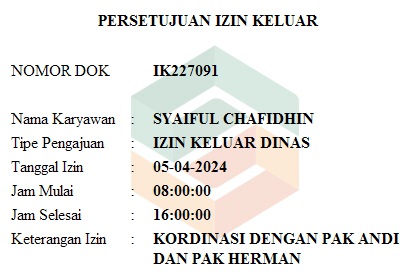 PERSETUJUAN IZIN KELUAR
NOMOR DOK IK227091
Nama Karyawan : SYAIFUL CHAFIDHIN
Tipe Pengajuan : IZIN KELUAR DINAS
Tanggal Izin : 05-04-2024
Jam Mulai : 08:00:00
Jam Selesai : 16:00:00
Keterangan Izin : KORDINASI DENGAN PAK ANDI
DAN PAK HERMAN